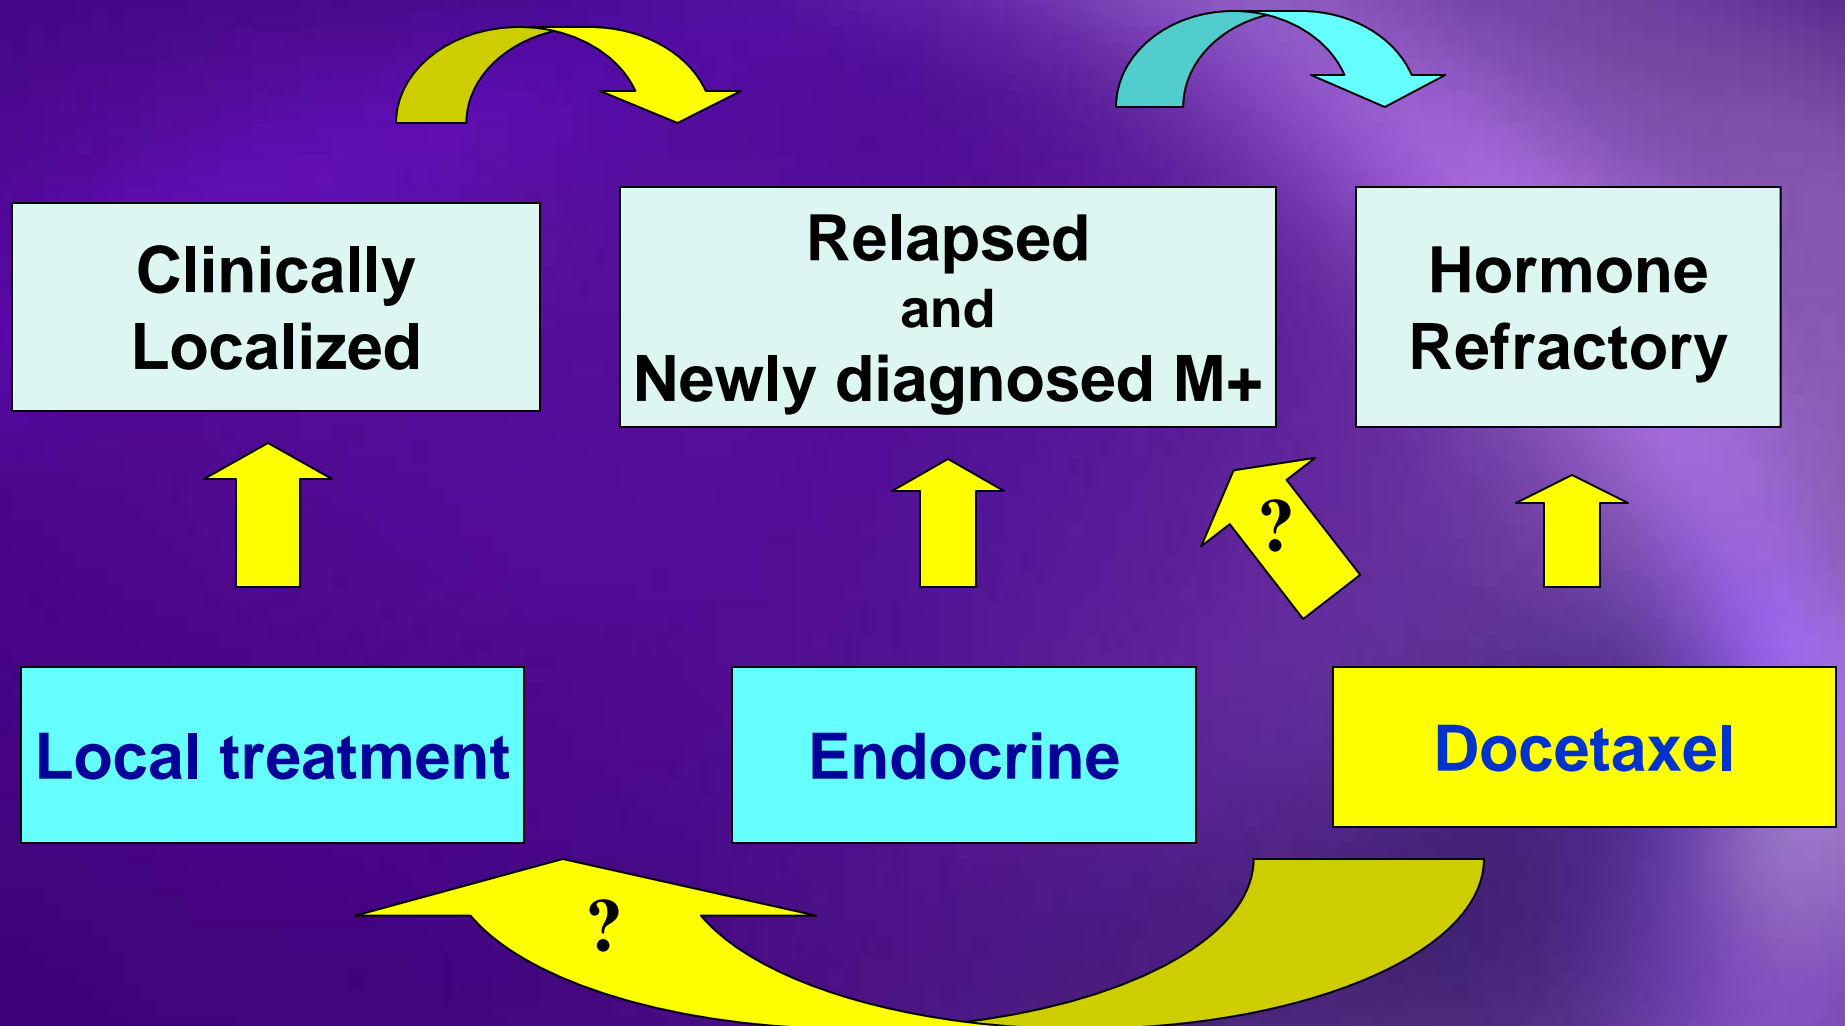 Clinically
Localized
Relapsed
and
Newly diagnosed M+
Hormone
Refractory
?
Local treatment
Endocrine
Docetaxel
?